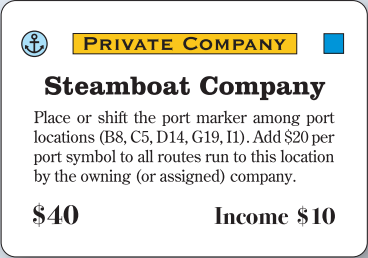 PRIVATE COMPANY
Steamboat Company
Place or shift the port marker among port
locations (B8, C5, D14, G19, I1). Add $20 per
port symbol to all routes run to this location
by the owning (or assigned) company.
$40 Income $10